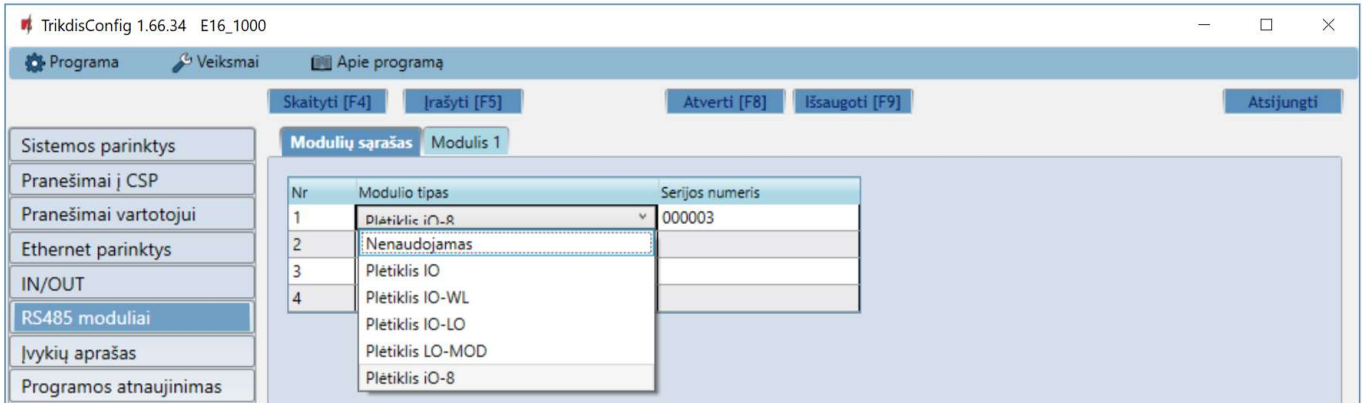 TrikdisConfig 1.66.34 E16_1000
Programa Veiksmai Apie programą
Skaityti [F4] Įrašyti [F5] Atverti [F8] Išsaugoti [F9] Atsijungti
Sistemos parinktys
Pranešimai į CSP
Pranešimai vartotojui
Ethernet parinktys
IN/OUT
RS485 moduliai
Įvykių aprašas
Programos atnaujinimas
Modulių sąrašas Modulis 1
Nr Modulio tipas Serijos numeris
1 Plėtiklis iO-8 000003
2
3
4
Nenaudojamas
Plėtiklis IO
Plėtiklis IO-WL
Plėtiklis IO-LO
Plėtiklis LO-MOD
Plėtiklis iO-8